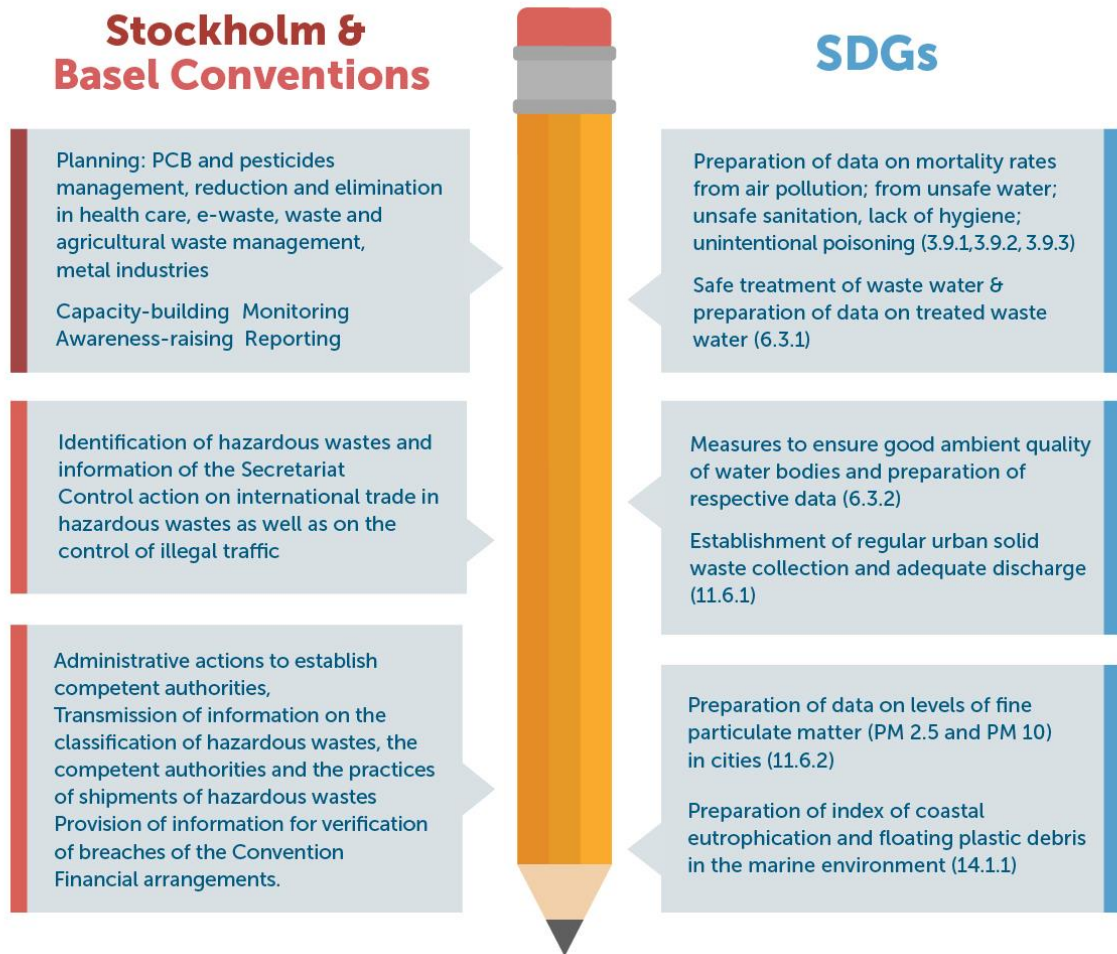 Stockholm &
Basel Conventions
Planning: PCB and pesticides
management, reduction and elimination
in health care, e-waste, waste and
agricultural waste management,
metal industries
Capacity-building Monitoring
Awareness-raising Reporting
Identification of hazardous wastes and
information of the Secretariat
Control action on international trade in
hazardous wastes as well as on the
control of illegal traffic
Administrative actions to establish
competent authorities,
Transmission of information on the
classification of hazardous wastes, the
competent authorities and the practices
of shipments of hazardous wastes
Provision of information for verification
of breaches of the Convention
Financial arrangements.
SDGs
Preparation of data on mortality rates
from air pollution; from unsafe water;
unsafe sanitation, lack of hygiene;
unintentional poisoning (3.9.1,3.9.2, 3.9.3)
Safe treatment of waste water &
preparation of data on treated waste
water (6.3.1)
Measures to ensure good ambient quality
of water bodies and preparation of
respective data (6.3.2)
Establishment of regular urban solid
waste collection and adequate discharge
(11.6.1)
Preparation of data on levels of fine
particulate matter (PM 2.5 and PM 10)
in cities (11.6.2)
Preparation of index of coastal
eutrophication and floating plastic debris
in the marine environment (14.1.1)